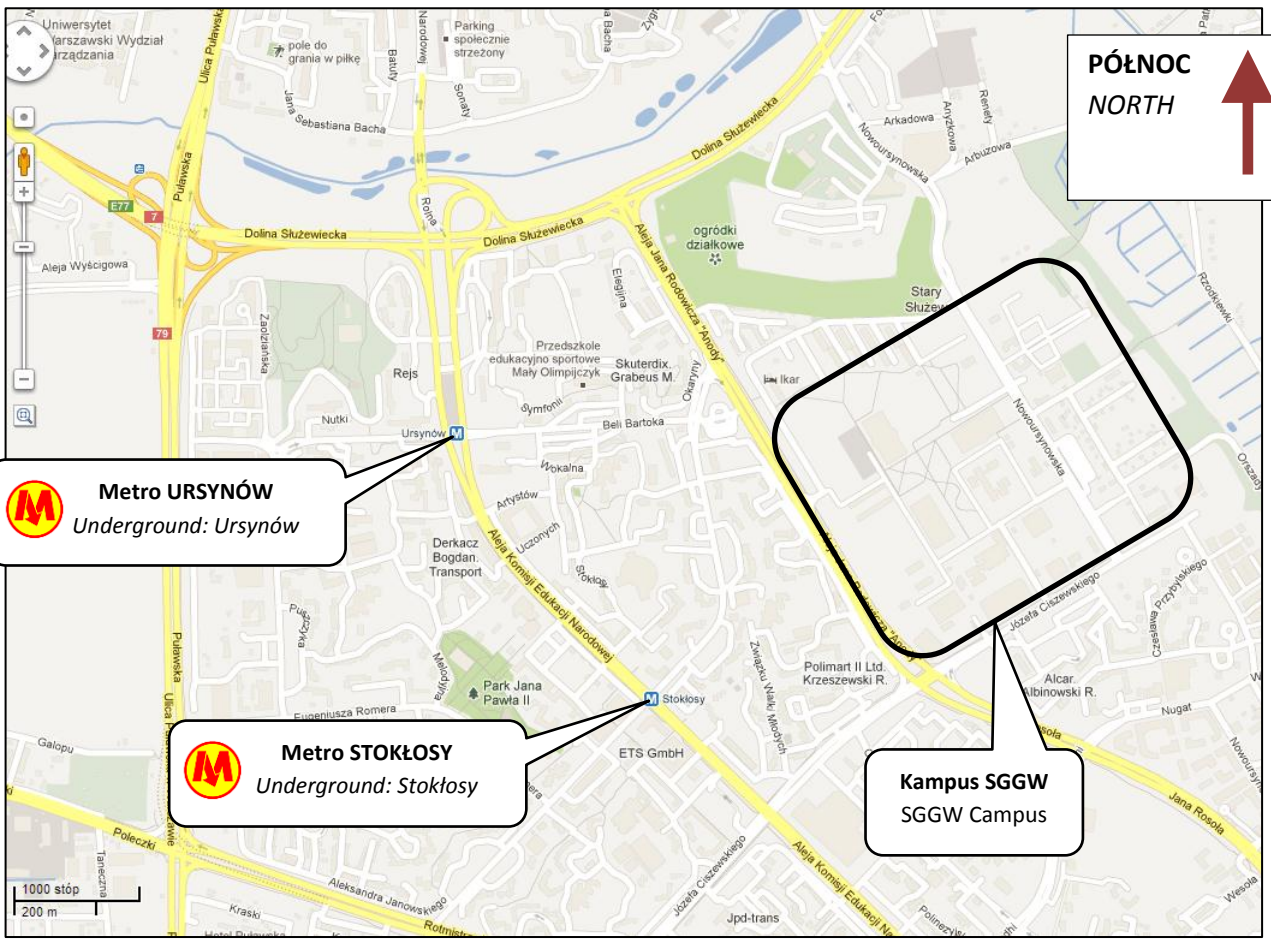 Uniwersytet
Warszawski Wydział
Zarządzania
Ulica Puławska
pole do
grania w piłkę
Batuty
Narodowej
Parking
społecznie
strzeżony
Sonaty
Bacha
Jana Sebastiana Bacha
PÓŁNOC
NORTH
Arkadowa
Anyżkowa
Renety
Arbuzowa
Nowoursynowska
Dolina Służewiecka
Puławska
E77
7
Rolna
Dolina Służewiecka
Dolina Służewiecka
Aleja Wyścigowa
ogródki
działkowe
Aleja Jana Rodowicza "Anody"
Elegijna
Stary
Rzodkiewki
79
Zaolziańska
Rejs
Przedszkole
edukacyjno sportowe
Mały Olimpijczyk
Skuterdix.
Grabeus M.
Okaryny
Ikar
Nutki
Symfonii
Ursynów
Beli Bartoka
Nowoursynowska
Wokalna
Orszady
M
Metro URSYNÓW
Underground: Ursynów
Artystów
Uczonych
Derkacz
Bogdan.
Transport
Aleja Komisji Edukacji Narodowej
Stokłosy
Puszczyka
Melodyjna
Józefa Ciszewskiego
Przybylskiego
Czesława
Związku Walki Młodych
Polimart II Ltd.
Krzeszewski R.
Alcar.
Albinowski R.
Nugat
Puławska
Park Jana
Pawła II
M Stokłosy
Eugeniusza Romera
Galopu
M
Metro STOKŁOSY
Underground: Stokłosy
ETS GmbH
Kampus SGGW
SGGW Campus
Jana Rosoła
Poleczki
Taneczna
Aleksandra Janowskiego
Józefa Ciszewskiego
Aleja Komisji Edukacji
Wesoła
1000 stóp
200 m
Kraski
Jpd-trans